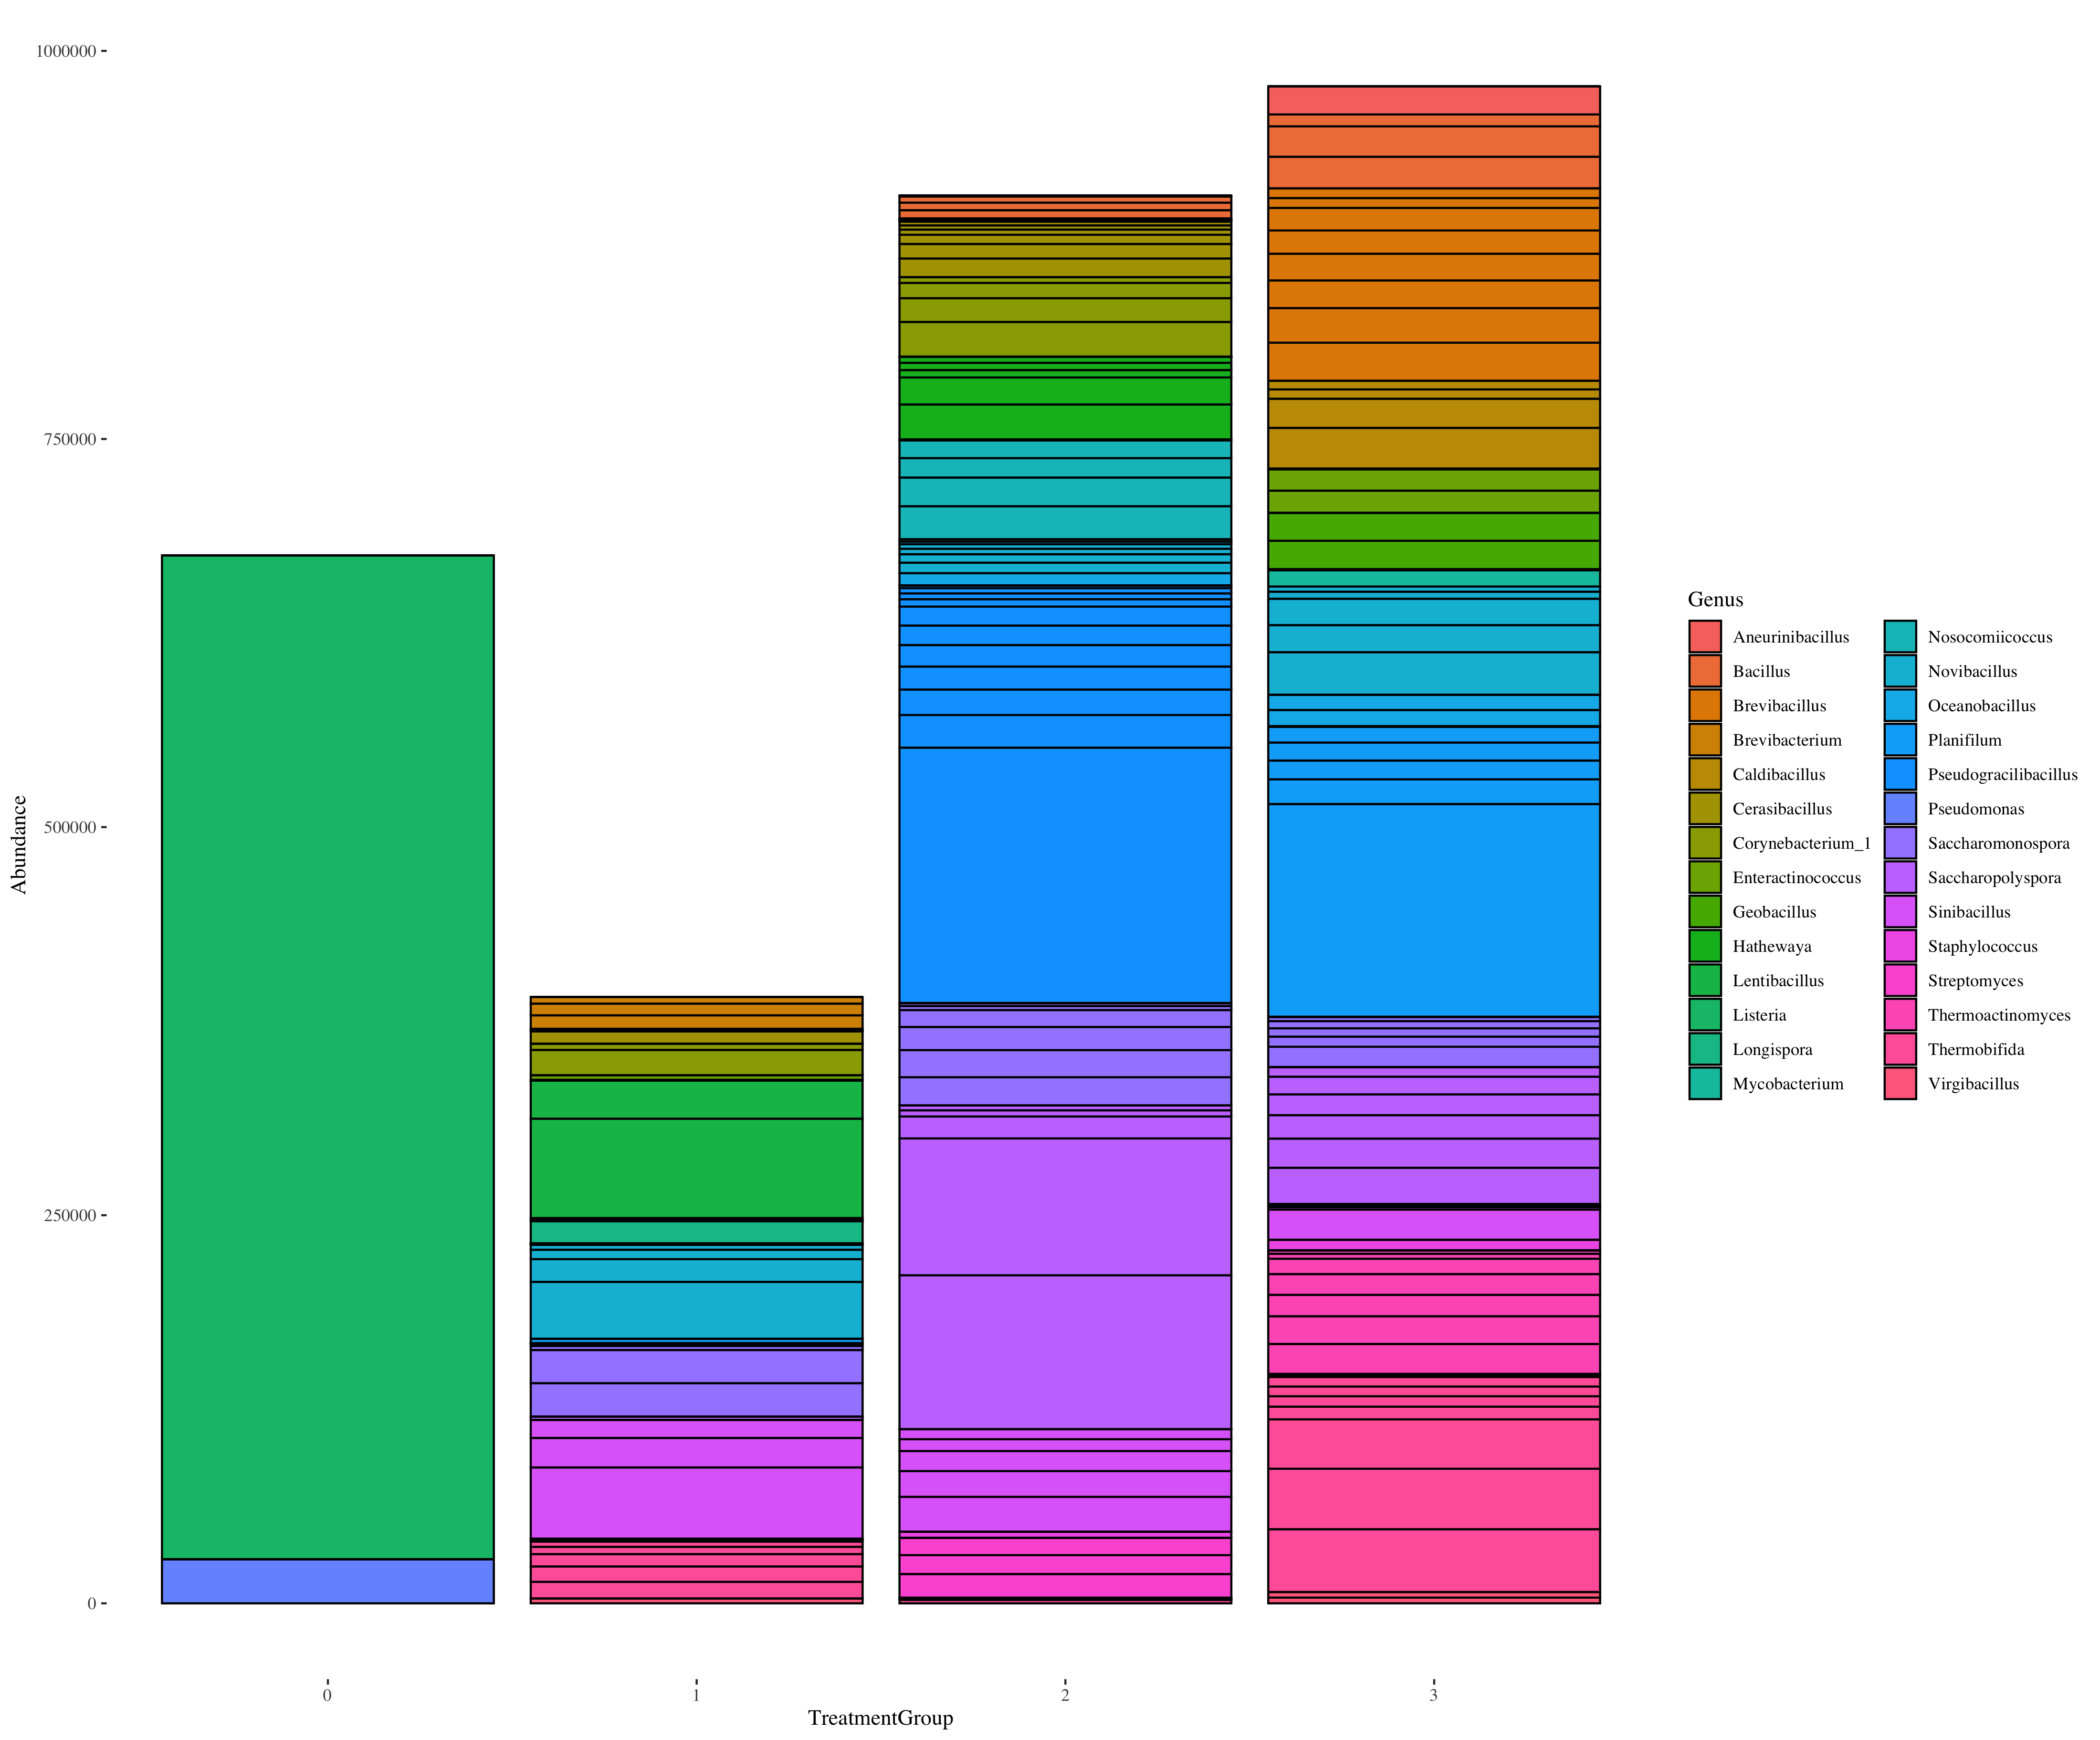 1000000
750000
500000
250000
0
Abundance
0
1
2
3
TreatmentGroup
Genus
Aneurinibacillus
Bacillus
Brevibacillus
Brevibacterium
Caldibacillus
Cerasibacillus
Corynebacterium_1
Enteractinococcus
Geobacillus
Hathewaya
Lentibacillus
Listeria
Longispora
Mycobacterium
Nosocomiicoccus
Novibacillus
Oceanobacillus
Planifilum
Pseudogracilibacillus
Pseudomonas
Saccharomonospora
Saccharopolyspora
Sinibacillus
Staphylococcus
Streptomyces
Thermoactinomyces
Thermobifida
Virgibacillus